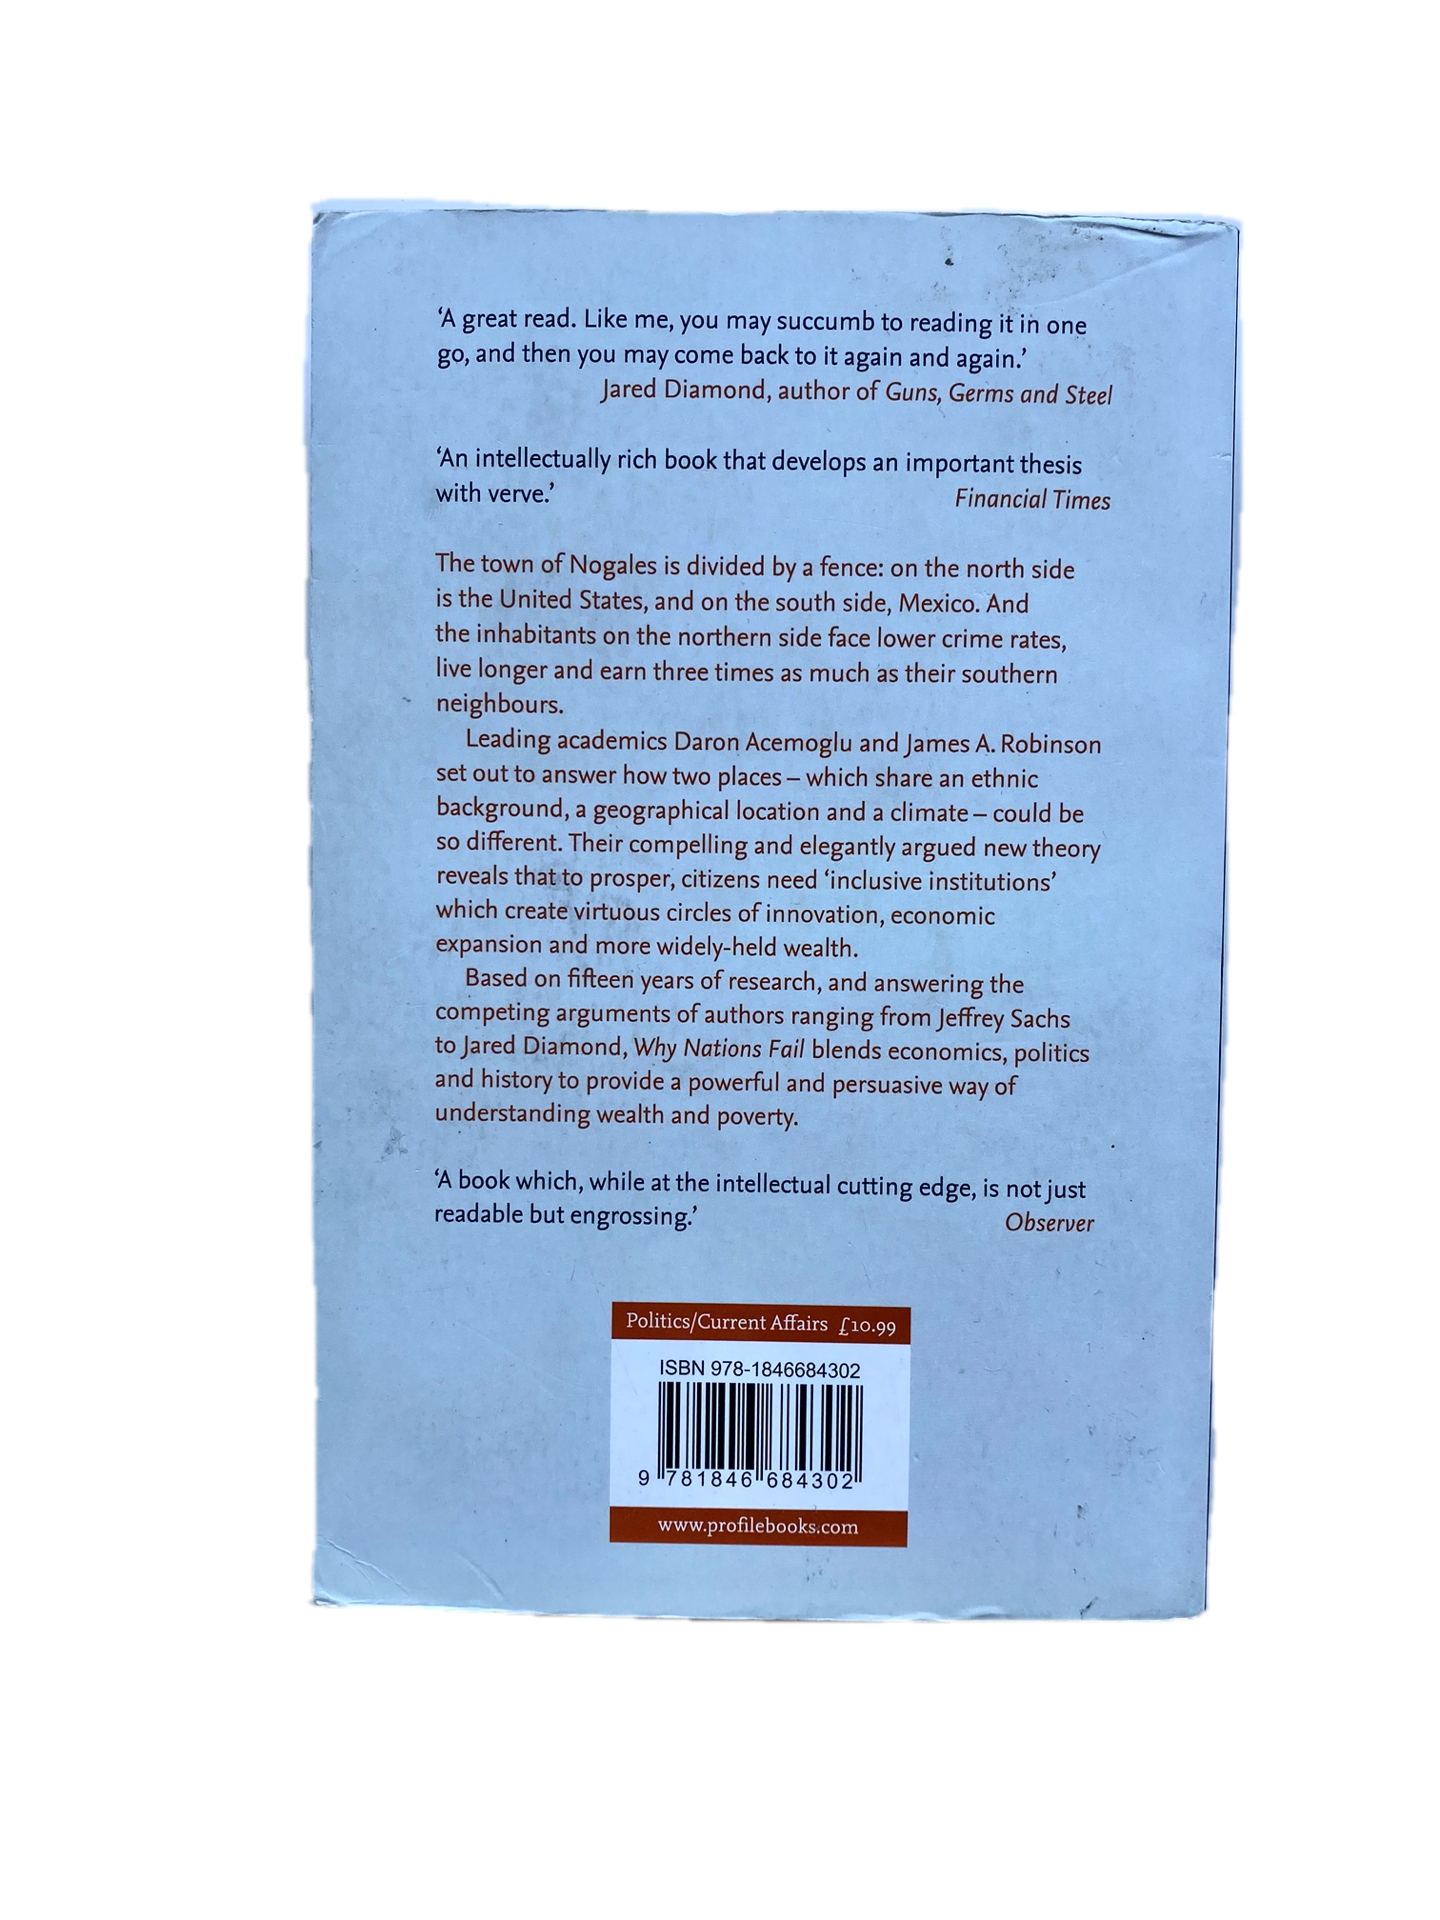 ‘A great read. Like me, you may succumb to reading it in one
go, and then you may come back to it again and again.’
Jared Diamond, author of Guns, Germs and Steel
‘An intellectually rich book that develops an important thesis
with verve.’ Financial Times
The town of Nogales is divided by a fence: on the north side
is the United States, and on the south side, Mexico. And
the inhabitants on the northern side face lower crime rates,
live longer and earn three times as much as their southern
neighbours.
Leading academics Daron Acemoglu and James A. Robinson
set out to answer how two places – which share an ethnic
background, a geographical location and a climate – could be
so different. Their compelling and elegantly argued new theory
reveals that to prosper, citizens need ‘inclusive institutions’
which create virtuous circles of innovation, economic
expansion and more widely-held wealth.
Based on fifteen years of research, and answering the
competing arguments of authors ranging from Jeffrey Sachs
to Jared Diamond, Why Nations Fail blends economics, politics
and history to provide a powerful and persuasive way of
understanding wealth and poverty.
‘A book which, while at the intellectual cutting edge, is not just
readable but engrossing.’ Observer
Politics/Current Affairs £10.99
ISBN 978-1846684302
9 781846 684302
www.profilebooks.com